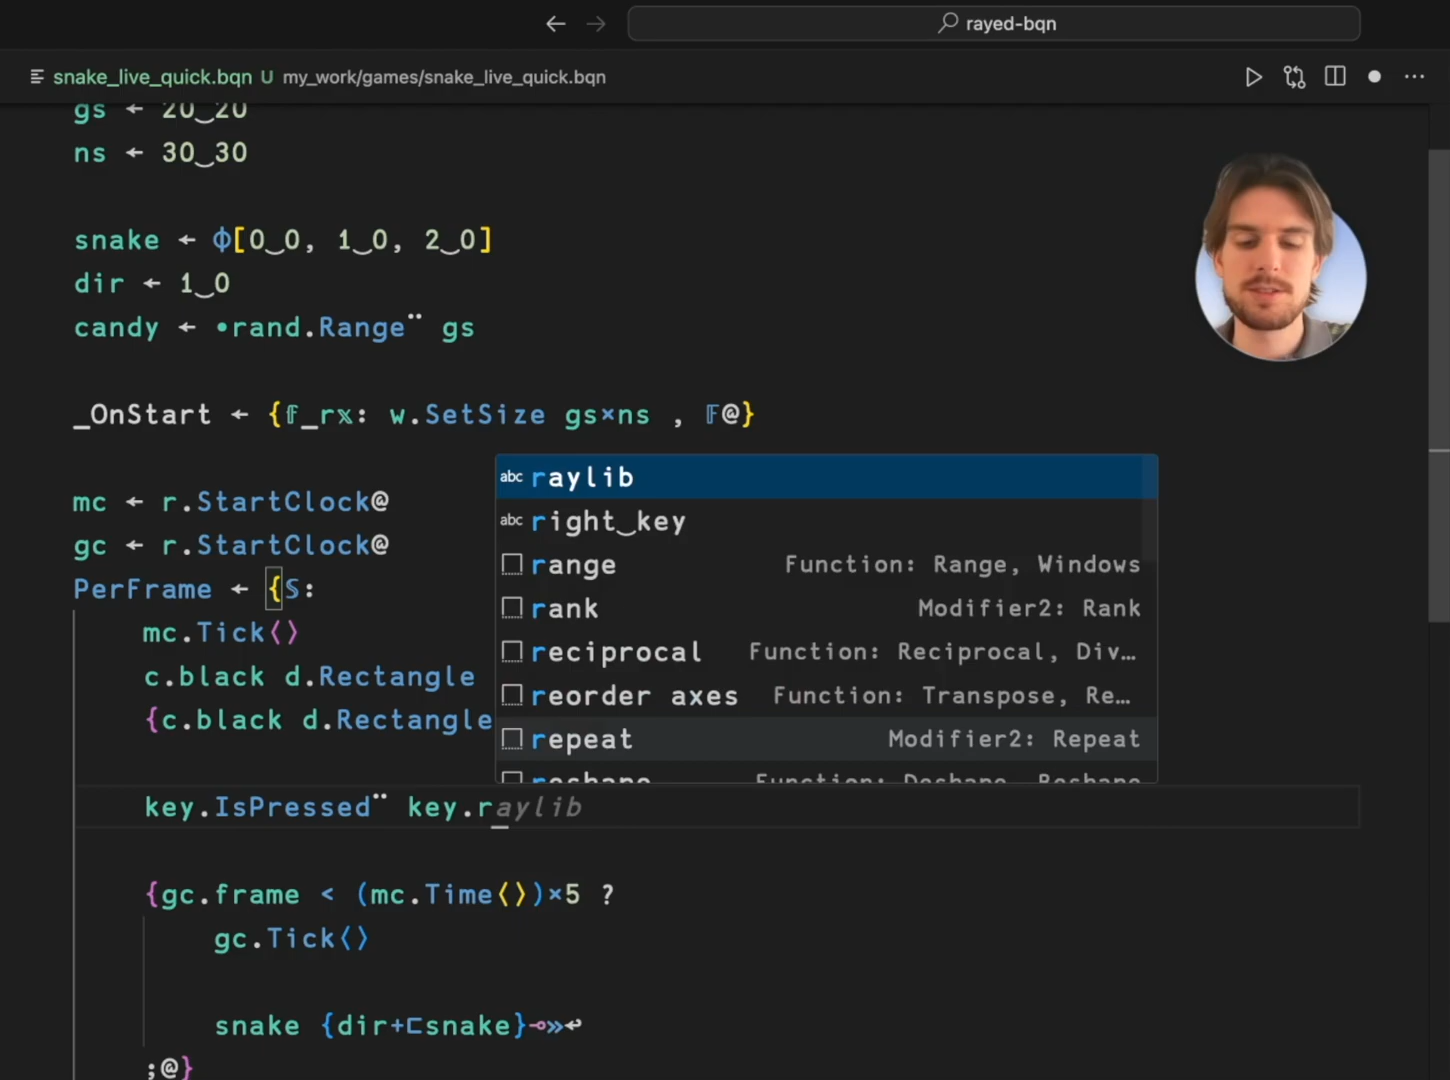 rayed-bqn
snake_live_quick.bqn U my_work/games/snake_live_quick.bqn
gs ← 20‿20
ns ← 30‿30
snake ← ⌽[0‿0, 1‿0, 2‿0]
dir ← 1‿0
candy ← •rand.Range¨ gs
_OnStart ← {𝕗_r𝕩: w.SetSize gs×ns , 𝔽@}
mc ← r.StartClock@
gc ← r.StartClock@
PerFrame ← {𝕊:
mc.Tick⟨⟩
c.black d.Rectangle
{c.black d.Rectangle
abc raylib
abc right_key
range Function: Range, Windows
rank Modifier2: Rank
reciprocal Function: Reciprocal, Div…
reorder axes Function: Transpose, Re…
repeat Modifier2: Repeat
reshape Function: Deshape, Reshape
key.IsPressed¨ key.raylib
{gc.frame < (mc.Time⟨⟩)×5 ?
gc.Tick⟨⟩
snake {dir+⊏snake}⊸»↩
;@}